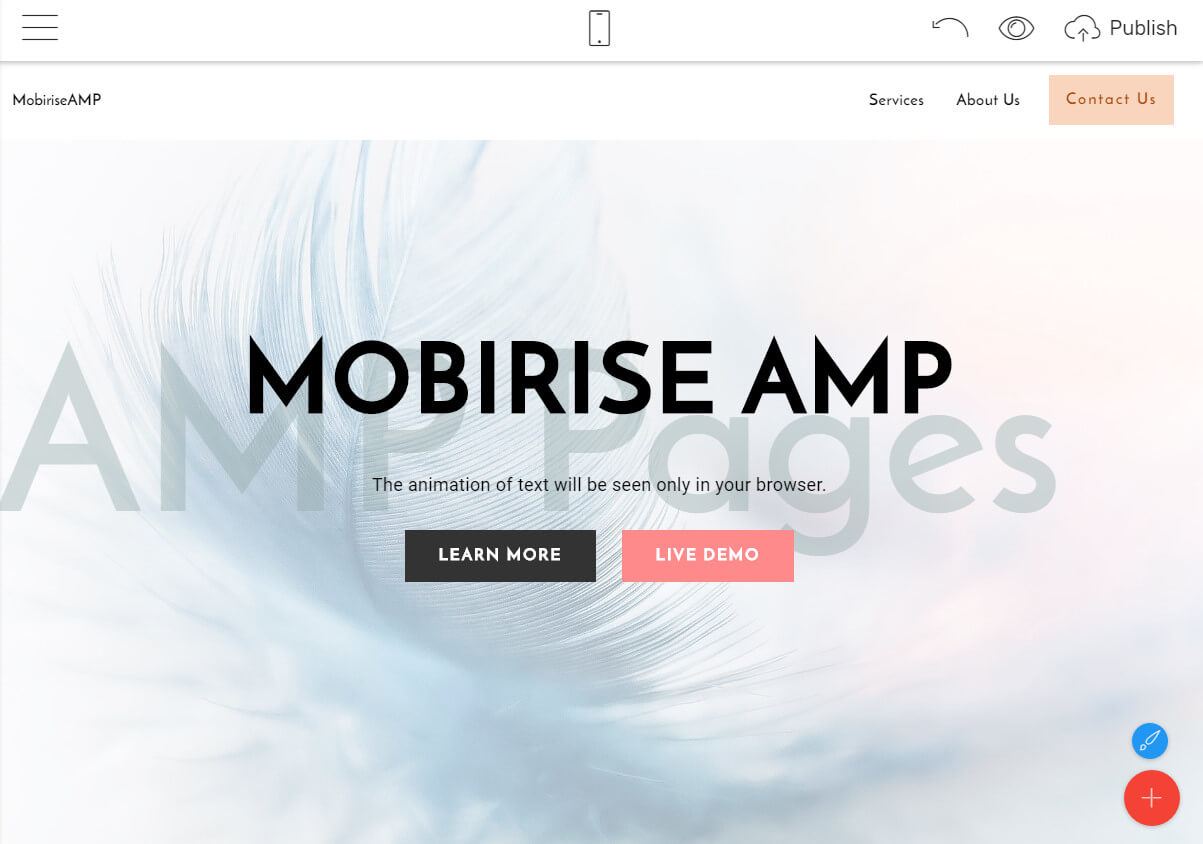 Publish
MobiriseAMP
Services
About Us
Contact Us
AMP Pages
MOBIRISE AMP
The animation of text will be seen only in your browser.
LEARN MORE
LIVE DEMO